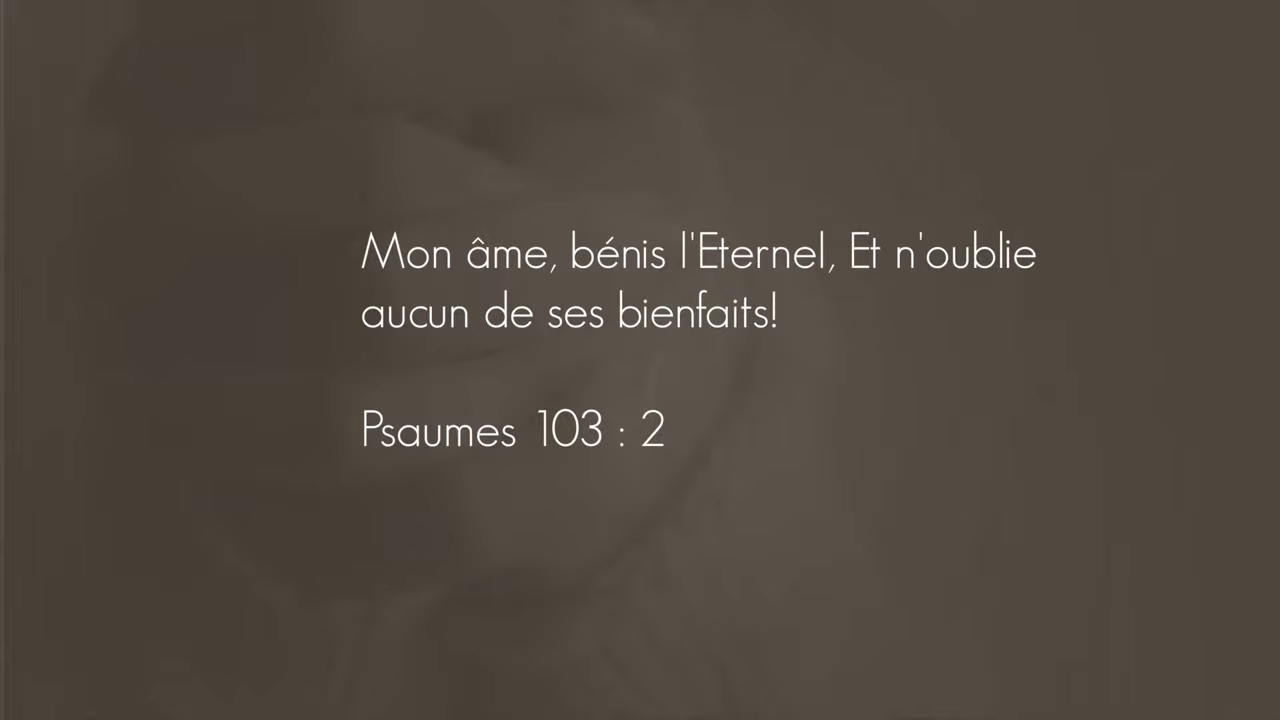 Mon âme, bénis l'Eternel, Et n'oublie
aucun de ses bienfaits!
Psaumes 103 : 2